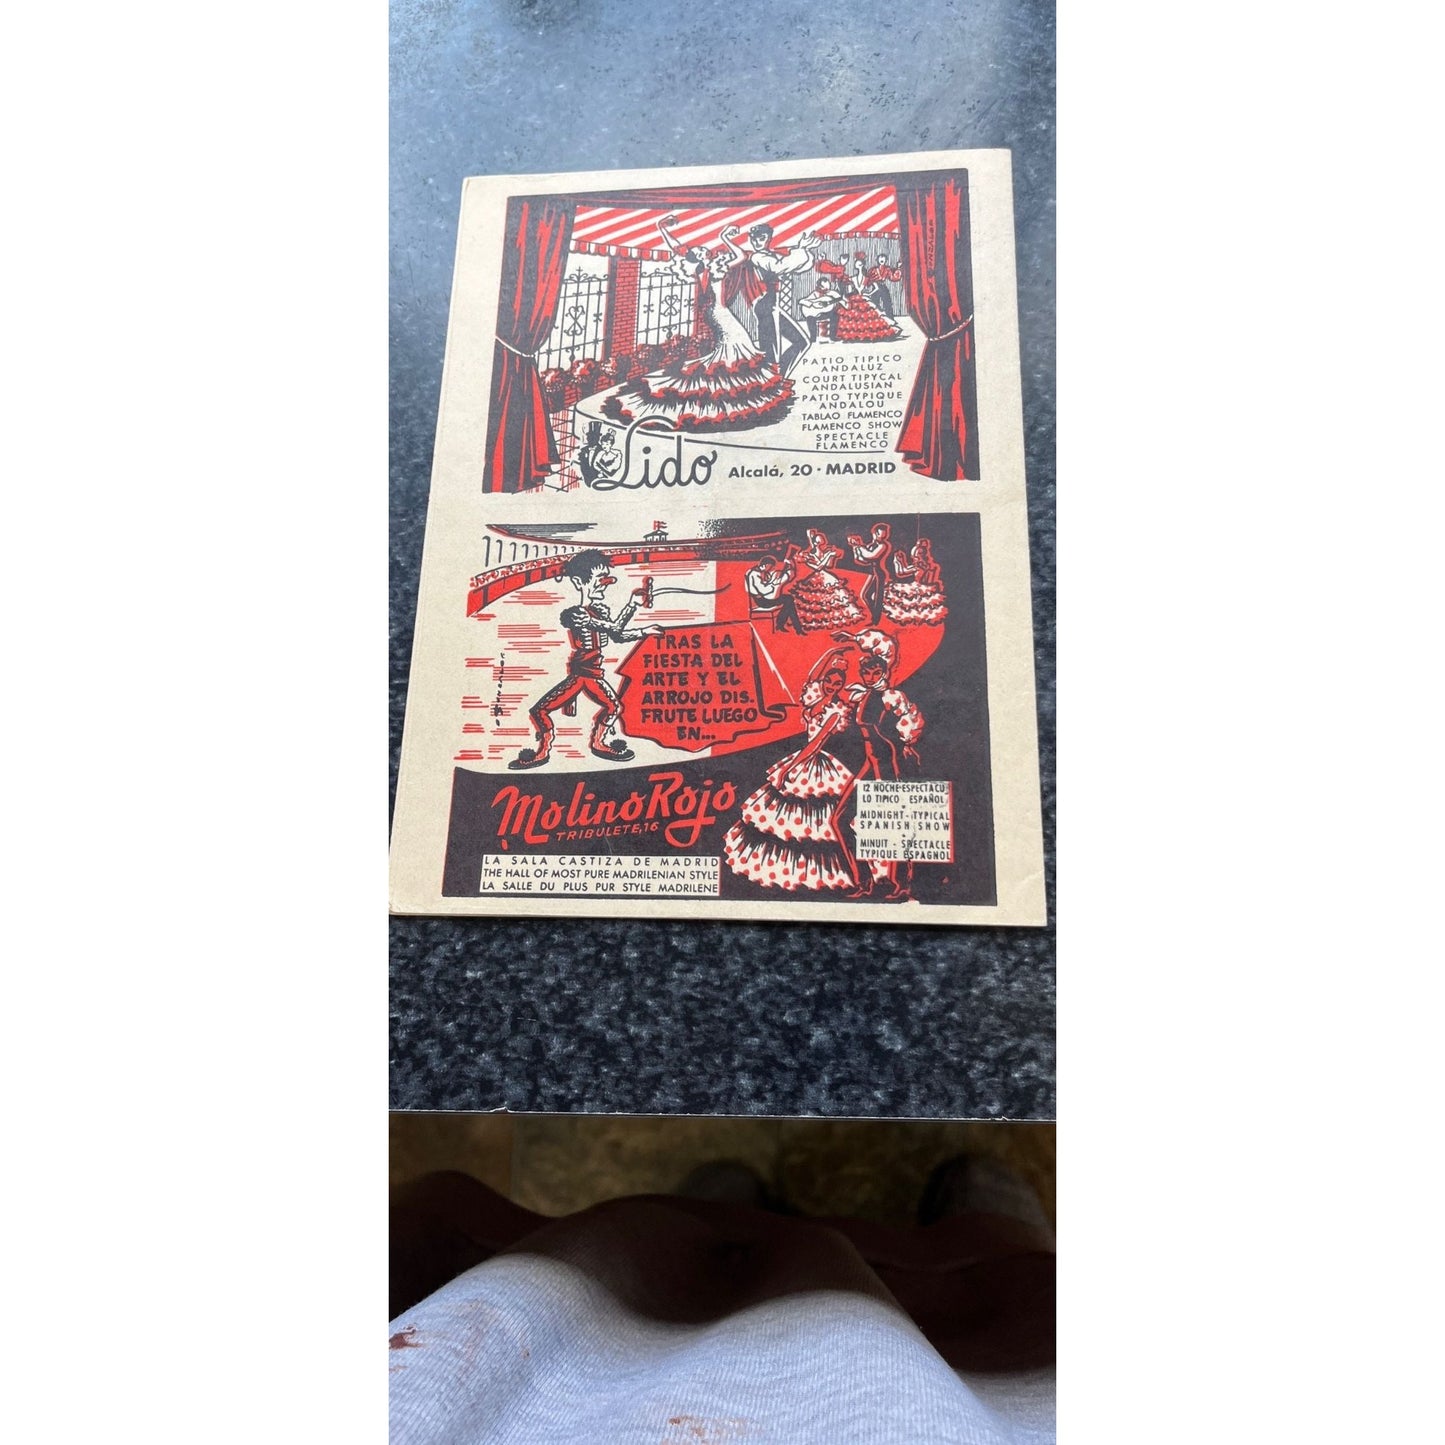 PATIO TIPICO
ANDALUZ
COURT TIPYCAL
ANDALUSIAN
PATIO TYPIQUE
ANDALOU
TABLAO FLAMENCO
FLAMENCO SHOW
SPECTACLE
FLAMENCO
Lido Alcalá, 20 · MADRID
TRAS LA
FIESTA DEL
ARTE Y EL
ARROJO DIS-
FRUTE LUEGO
EN...
Molino Rojo
TRIBULETE, 16
LA SALA CASTIZA DE MADRID
THE HALL OF MOST PURE MADRILENIAN STYLE
LA SALLE DU PLUS PUR STYLE MADRILENE
12 NOCHE-ESPECTACU
LO TIPICO ESPAÑOL
MIDNIGHT-TYPICAL
SPANISH SHOW
MINUIT - SPECTACLE
TYPIQUE ESPAGNOL